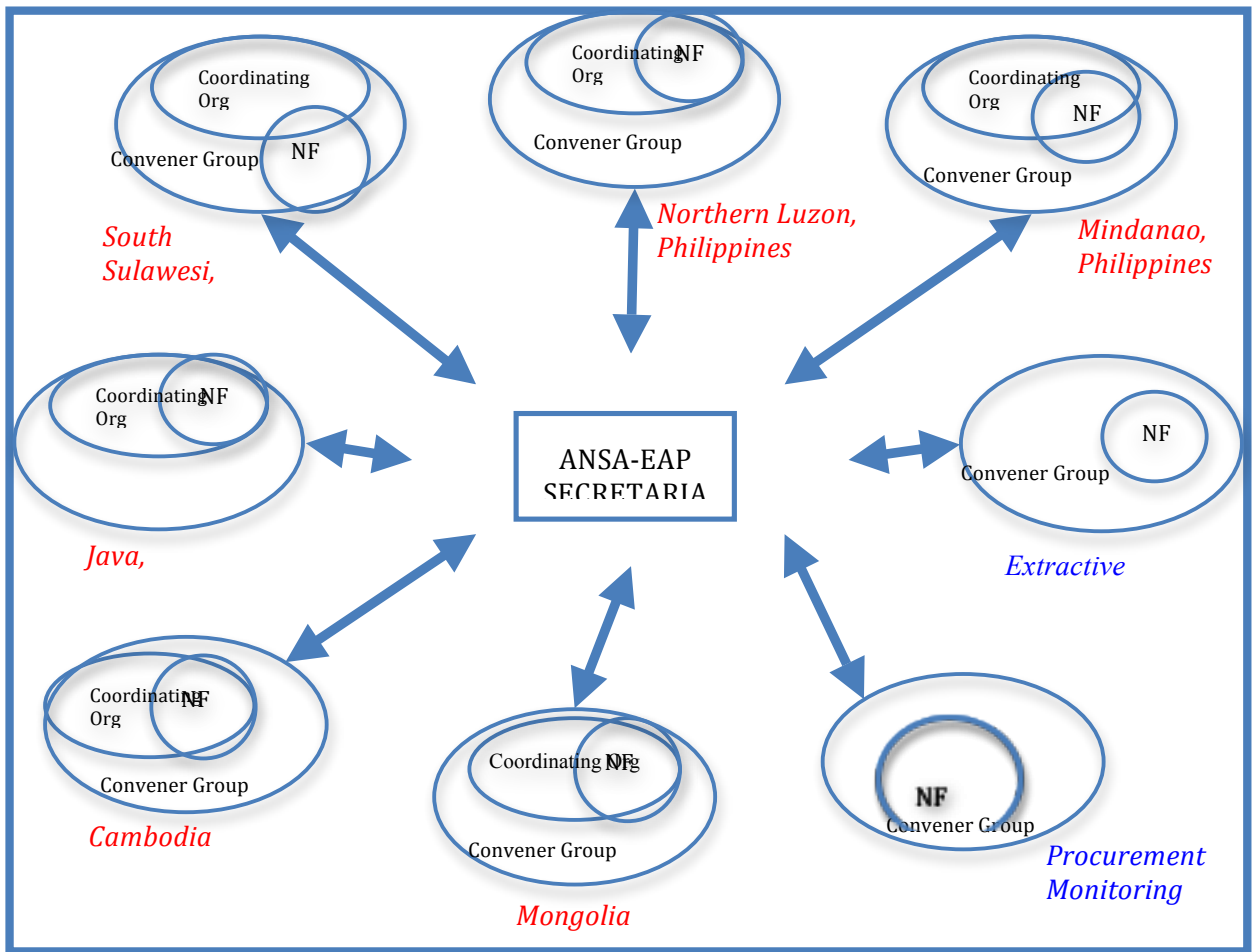 Coordinating
Org
NF
Convener Group
South
Sulawesi,
Coordinating
Org
NF
Convener Group
Northern Luzon,
Philippines
Coordinating
Org
NF
Convener Group
Mindanao,
Philippines
Coordinating
Org
NF
Java,
ANSA-EAP
SECRETARIA
NF
Convener Group
Extractive
Coordinating
Org
NF
Convener Group
Cambodia
Coordinating Org
NF
Convener Group
Mongolia
NF
Convener Group
Procurement
Monitoring